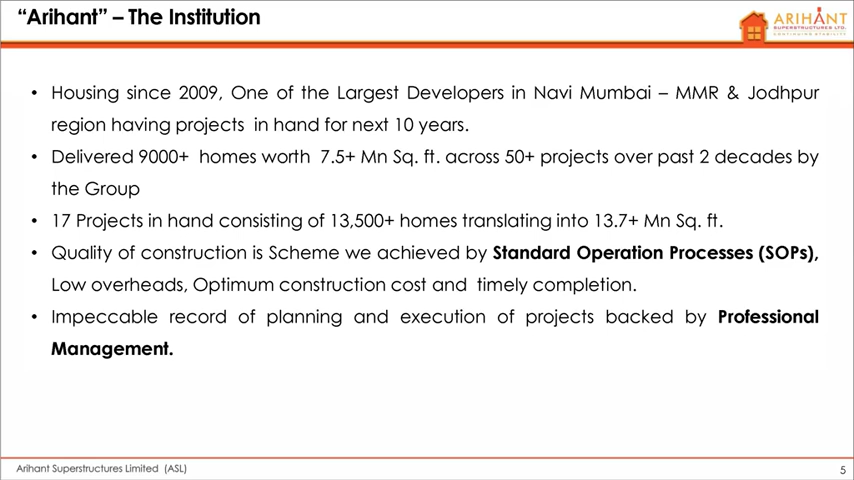 “Arihant” – The Institution
ARIHANT
SUPERSTRUCTURES LTD.
CONTINUING STABILITY
• Housing since 2009, One of the Largest Developers in Navi Mumbai – MMR & Jodhpur
region having projects in hand for next 10 years.
• Delivered 9000+ homes worth 7.5+ Mn Sq. ft. across 50+ projects over past 2 decades by
the Group
• 17 Projects in hand consisting of 13,500+ homes translating into 13.7+ Mn Sq. ft.
• Quality of construction is Scheme we achieved by Standard Operation Processes (SOPs),
Low overheads, Optimum construction cost and timely completion.
• Impeccable record of planning and execution of projects backed by Professional
Management.
Arihant Superstructures Limited (ASL)
5